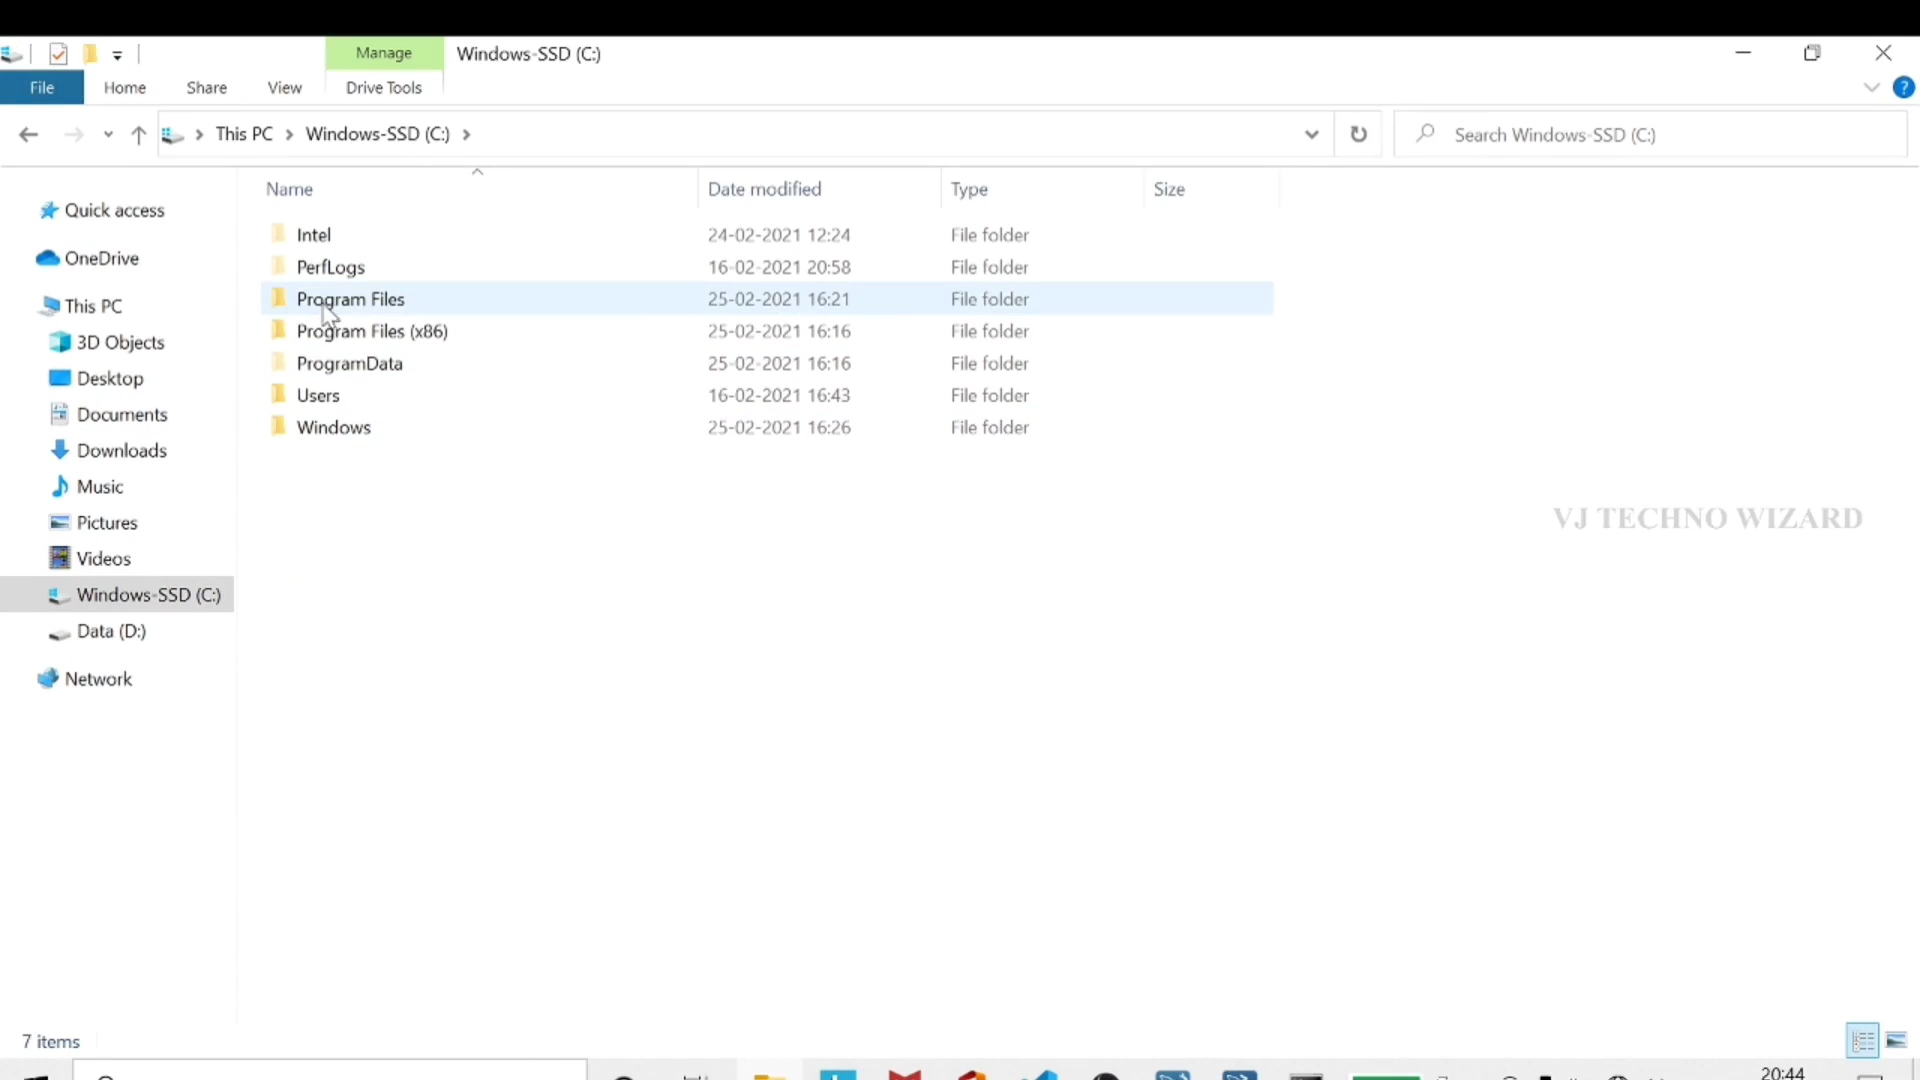 Manage
Windows-SSD (C:)
File
Home
Share
View
Drive Tools
?
This PC
Windows-SSD (C:)
Search Windows-SSD (C:)
Name
Date modified
Type
Size
Quick access
OneDrive
This PC
3D Objects
Desktop
Documents
Downloads
Music
Pictures
Videos
Windows-SSD (C:)
Data (D:)
Network
Intel 24-02-2021 12:24 File folder
PerfLogs 16-02-2021 20:58 File folder
Program Files 25-02-2021 16:21 File folder
Program Files (x86) 25-02-2021 16:16 File folder
ProgramData 25-02-2021 16:16 File folder
Users 16-02-2021 16:43 File folder
Windows 25-02-2021 16:26 File folder
VJ TECHNO WIZARD
7 items
20:44